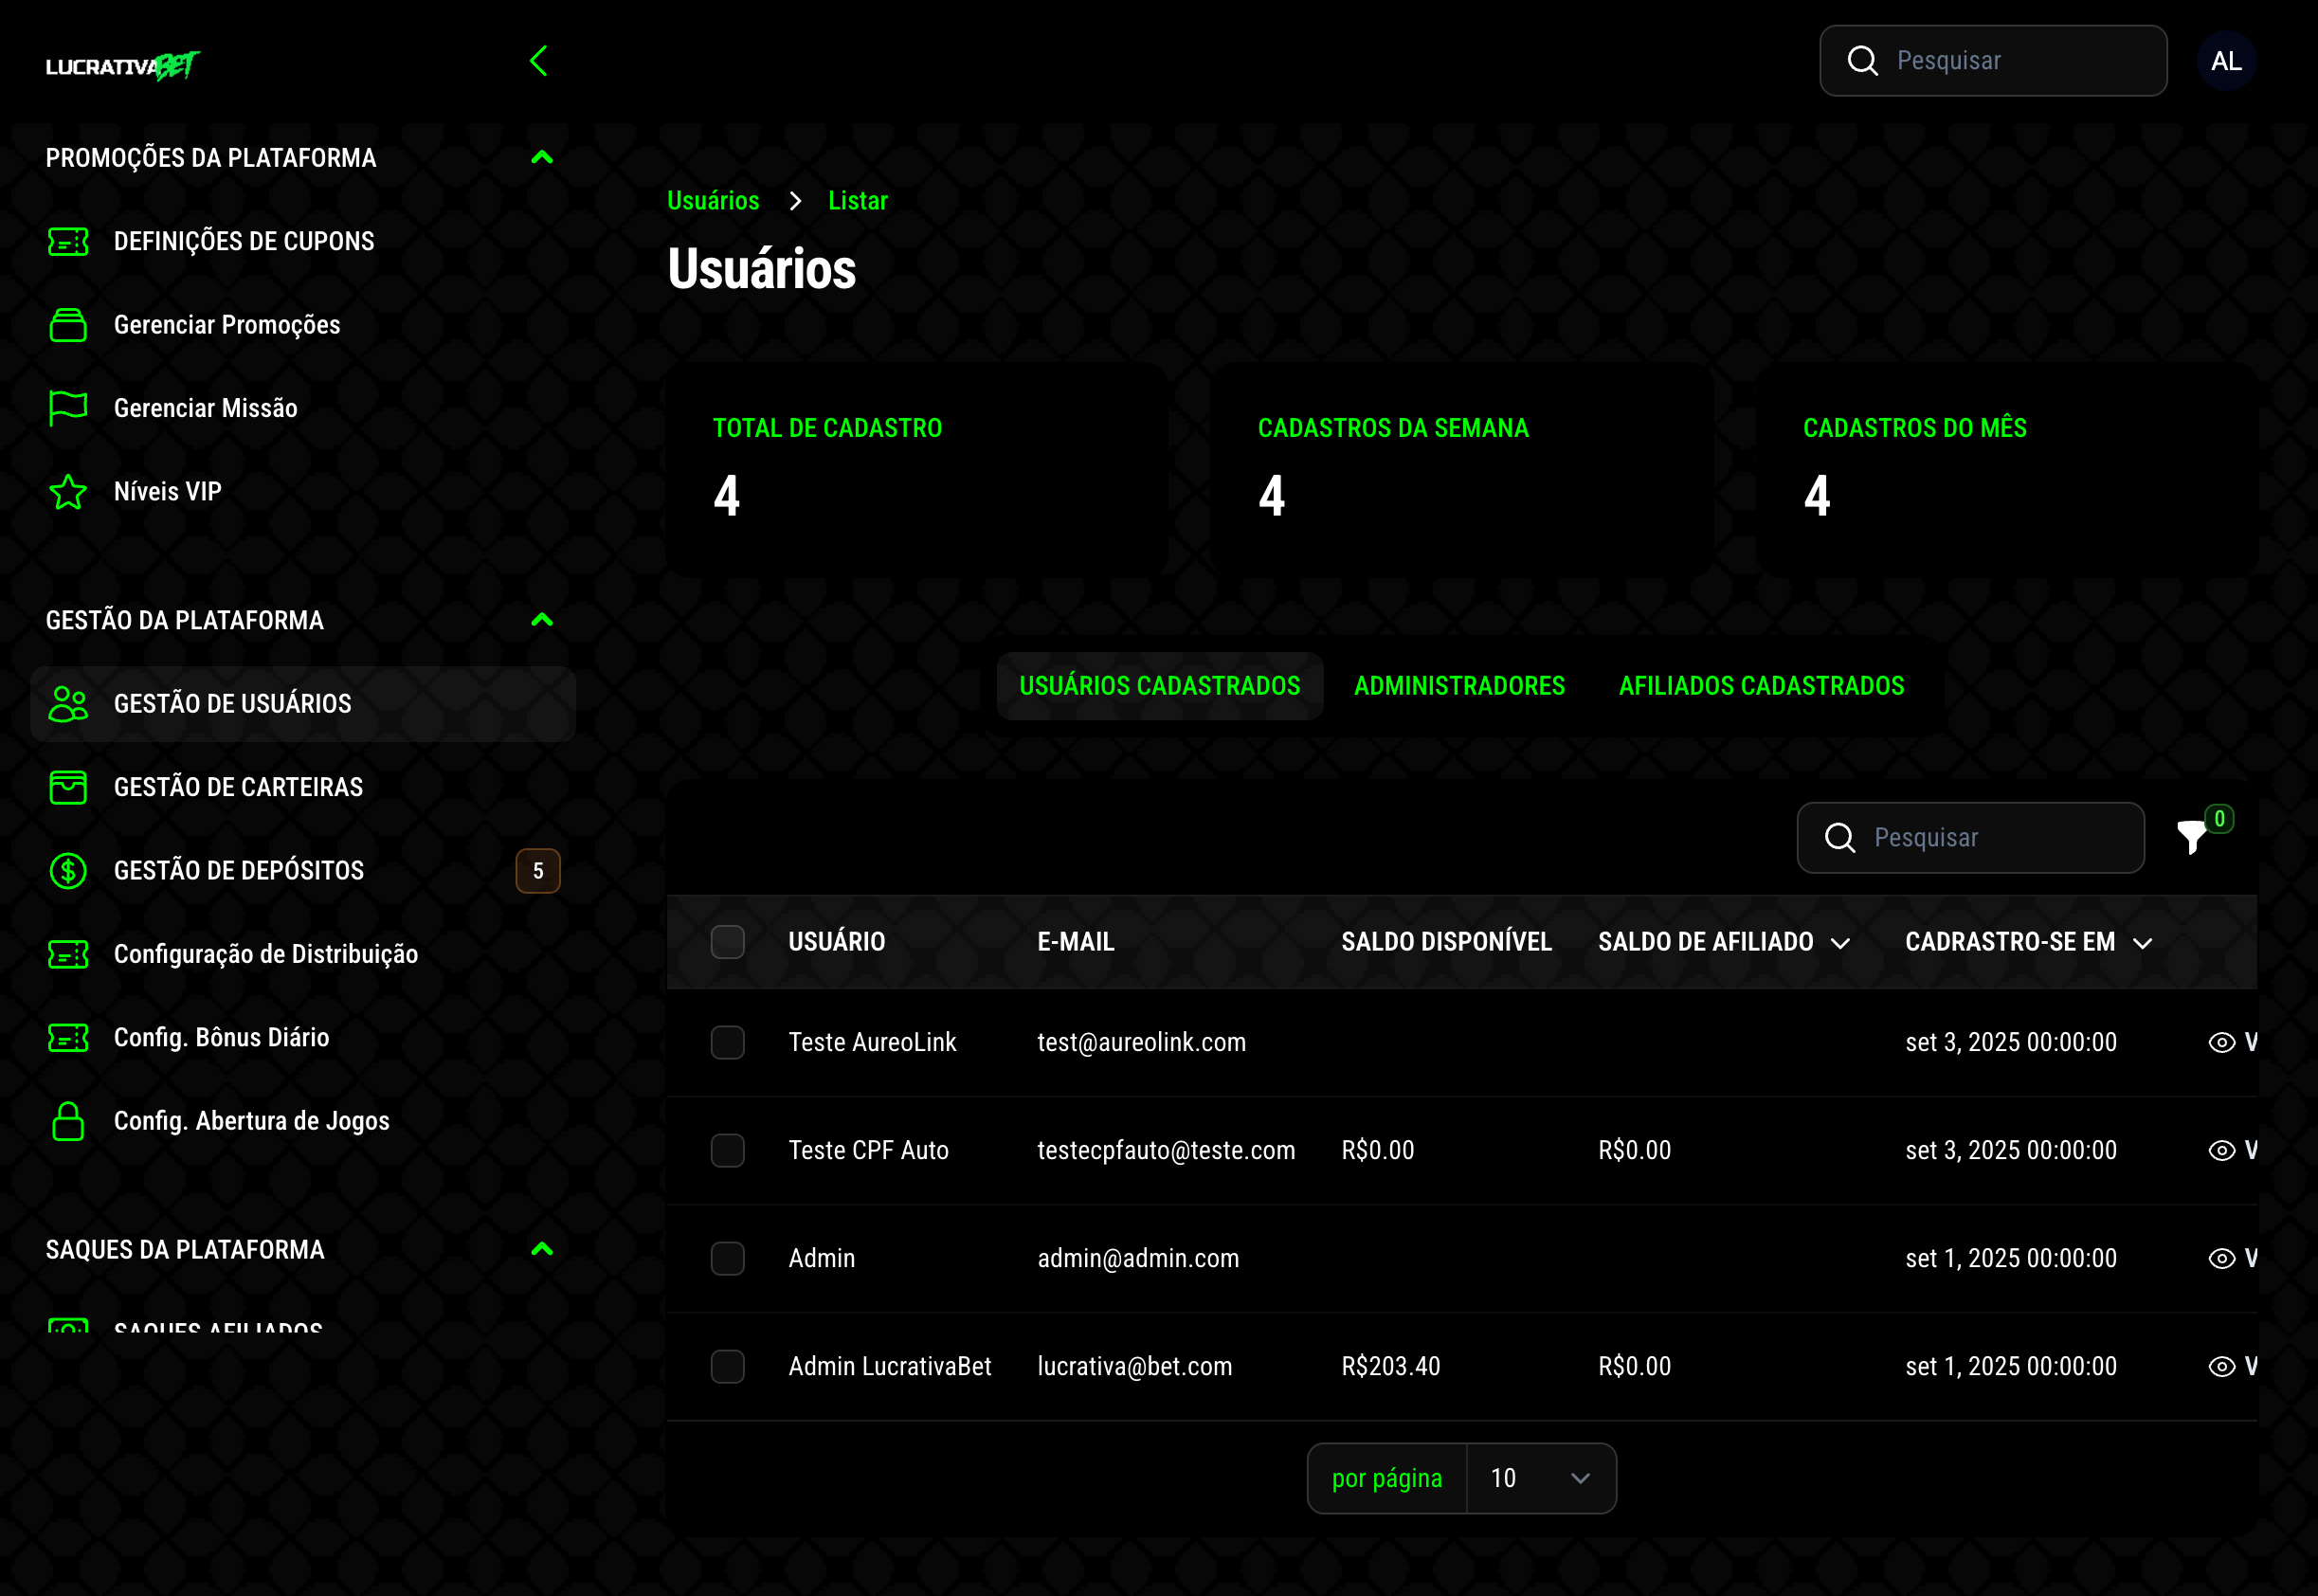 LUCRATIVABET
Pesquisar
AL
PROMOÇÕES DA PLATAFORMA
DEFINIÇÕES DE CUPONS
Gerenciar Promoções
Gerenciar Missão
Níveis VIP
GESTÃO DA PLATAFORMA
GESTÃO DE USUÁRIOS
GESTÃO DE CARTEIRAS
GESTÃO DE DEPÓSITOS 5
Configuração de Distribuição
Config. Bônus Diário
Config. Abertura de Jogos
SAQUES DA PLATAFORMA
SAQUES AFILIADOS
Usuários > Listar
Usuários
TOTAL DE CADASTRO
4
CADASTROS DA SEMANA
4
CADASTROS DO MÊS
4
USUÁRIOS CADASTRADOS ADMINISTRADORES AFILIADOS CADASTRADOS
Pesquisar 0
USUÁRIO E-MAIL SALDO DISPONÍVEL SALDO DE AFILIADO CADRASTRO-SE EM
Teste AureoLink test@aureolink.com set 3, 2025 00:00:00 V
Teste CPF Auto testecpfauto@teste.com R$0.00 R$0.00 set 3, 2025 00:00:00 V
Admin admin@admin.com set 1, 2025 00:00:00 V
Admin LucrativaBet lucrativa@bet.com R$203.40 R$0.00 set 1, 2025 00:00:00 V
por página 10